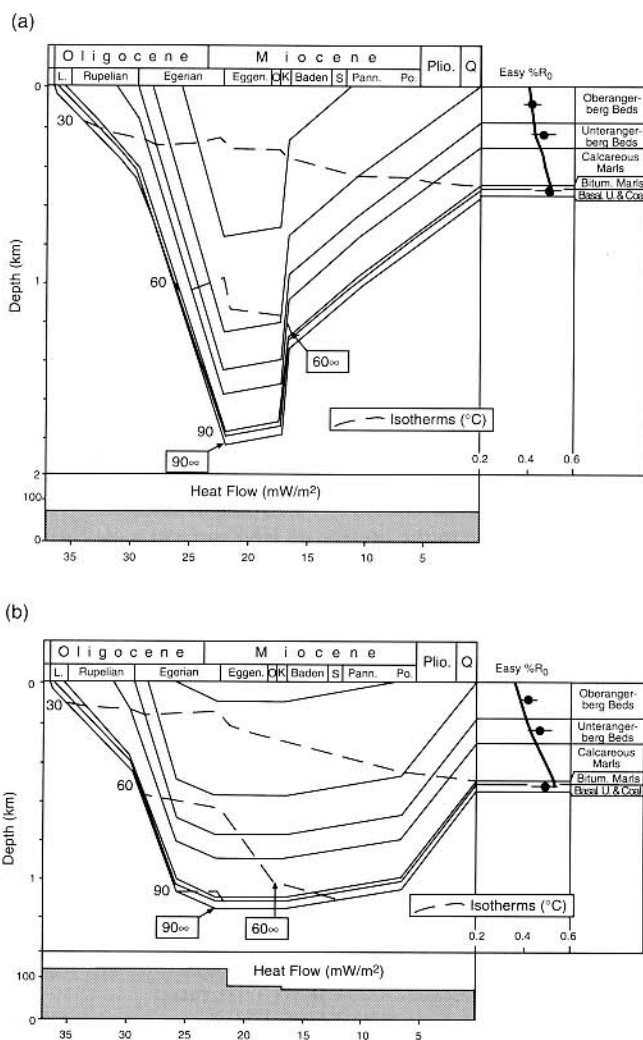 (a)
Oligocene
Miocene
Plio.
Q
L.
Rupelian
Egerian
Eggen.
O
K
Baden
S
Pann.
Po.
Easy %R0
0
30
Oberanger-
berg Beds
Unteranger-
berg Beds
Calcareous
Marls
Bitum. Marls
Basal U. & Coal
Depth (km)
1
60
60∞
90
90∞
Isotherms (°C)
2
0.2
0.4
0.6
Heat Flow (mW/m²)
100
0
35
30
25
20
15
10
5
(b)
Oligocene
Miocene
Plio.
Q
L.
Rupelian
Egerian
Eggen.
O
K
Baden
S
Pann.
Po.
Easy %R0
0
30
Oberanger-
berg Beds
Unteranger-
berg Beds
Calcareous
Marls
Bitum. Marls
Basal U. & Coal
Depth (km)
60
1
90
90∞
60∞
Isotherms (°C)
0.2
0.4
0.6
Heat Flow (mW/m²)
100
0
35
30
25
20
15
10
5